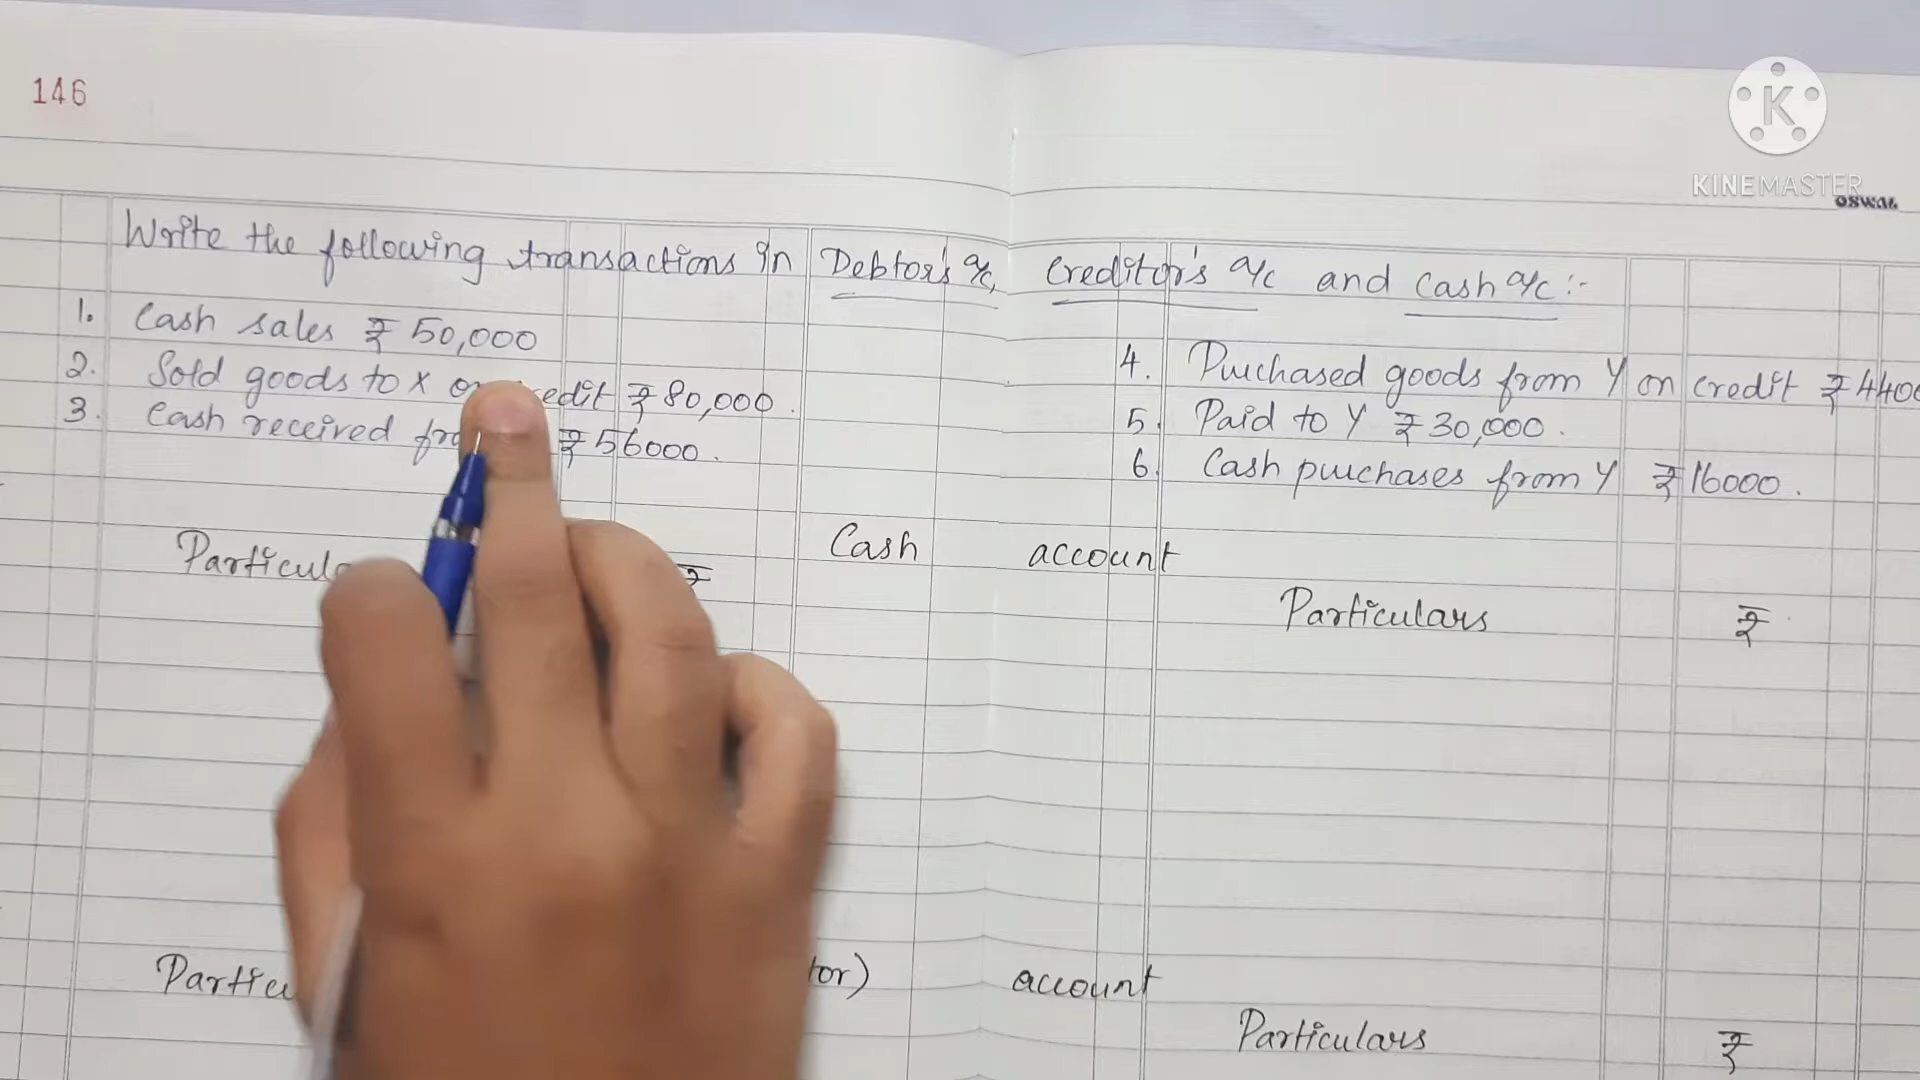 146
K
KINEMASTER
OSWAL
Write the following transactions in Debtor's a/c, Creditor's a/c and Cash a/c :-
1. Cash sales ₹ 50,000
2. Sold goods to X ₹ 80,000.
3. Cash received ₹ 56000.
4. Purchased goods from Y on credit ₹
5. Paid to Y ₹ 30,000.
6. Cash purchases from Y ₹ 16000.
Cash account
₹
Particulars ₹
account
Particulars ₹